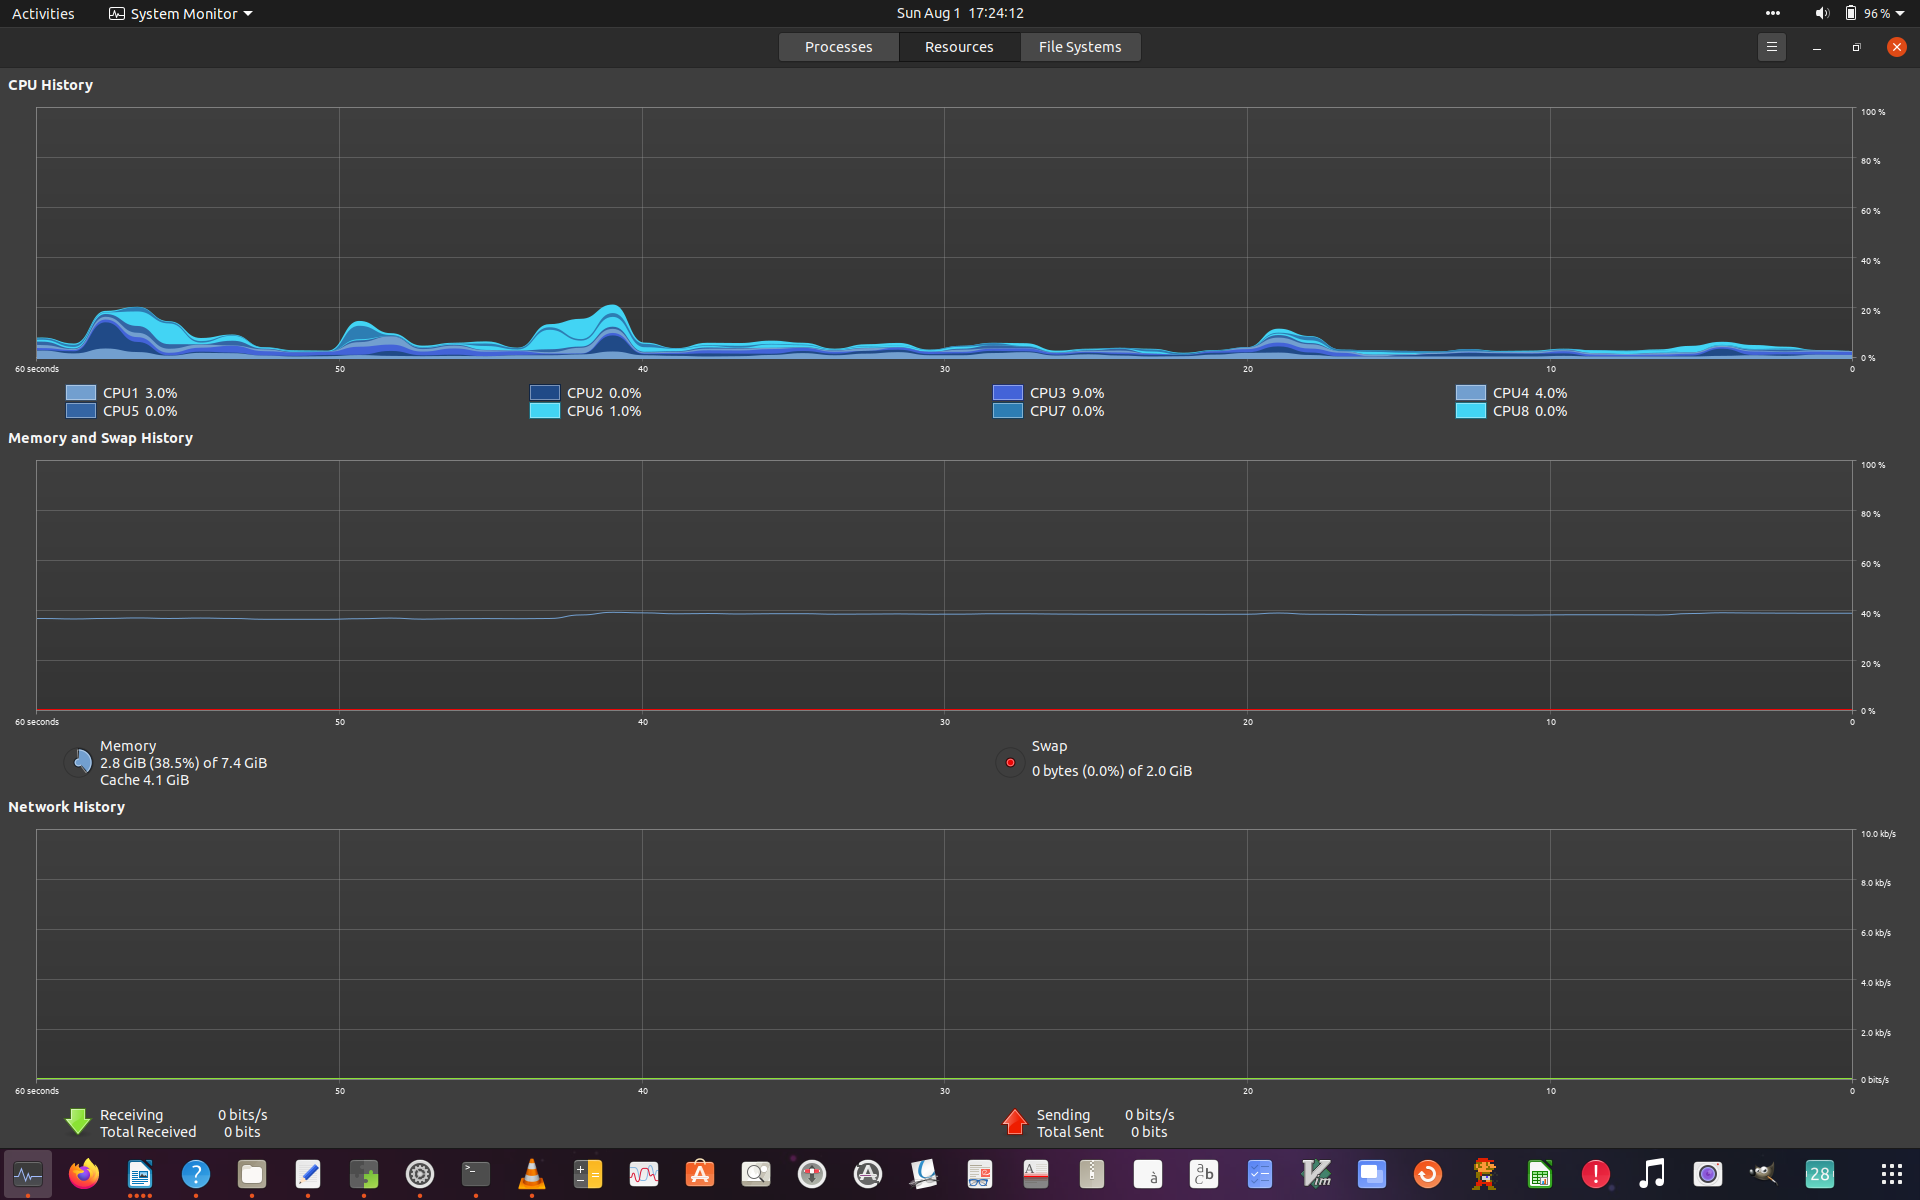 Activities System Monitor Sun Aug 1 17:24:12 96 %
Processes Resources File Systems
CPU History
100 %
80 %
60 %
40 %
20 %
0 %
60 seconds 50 40 30 20 10 0
CPU1 3.0% CPU2 0.0% CPU3 9.0% CPU4 4.0%
CPU5 0.0% CPU6 1.0% CPU7 0.0% CPU8 0.0%
Memory and Swap History
100 %
80 %
60 %
40 %
20 %
0 %
60 seconds 50 40 30 20 10 0
Memory
2.8 GiB (38.5%) of 7.4 GiB
Cache 4.1 GiB
Swap
0 bytes (0.0%) of 2.0 GiB
Network History
10.0 kb/s
8.0 kb/s
6.0 kb/s
4.0 kb/s
2.0 kb/s
0 bits/s
60 seconds 50 40 30 20 10 0
Receiving 0 bits/s
Total Received 0 bits
Sending 0 bits/s
Total Sent 0 bits
? >_ A A à a b c Vim ! 28